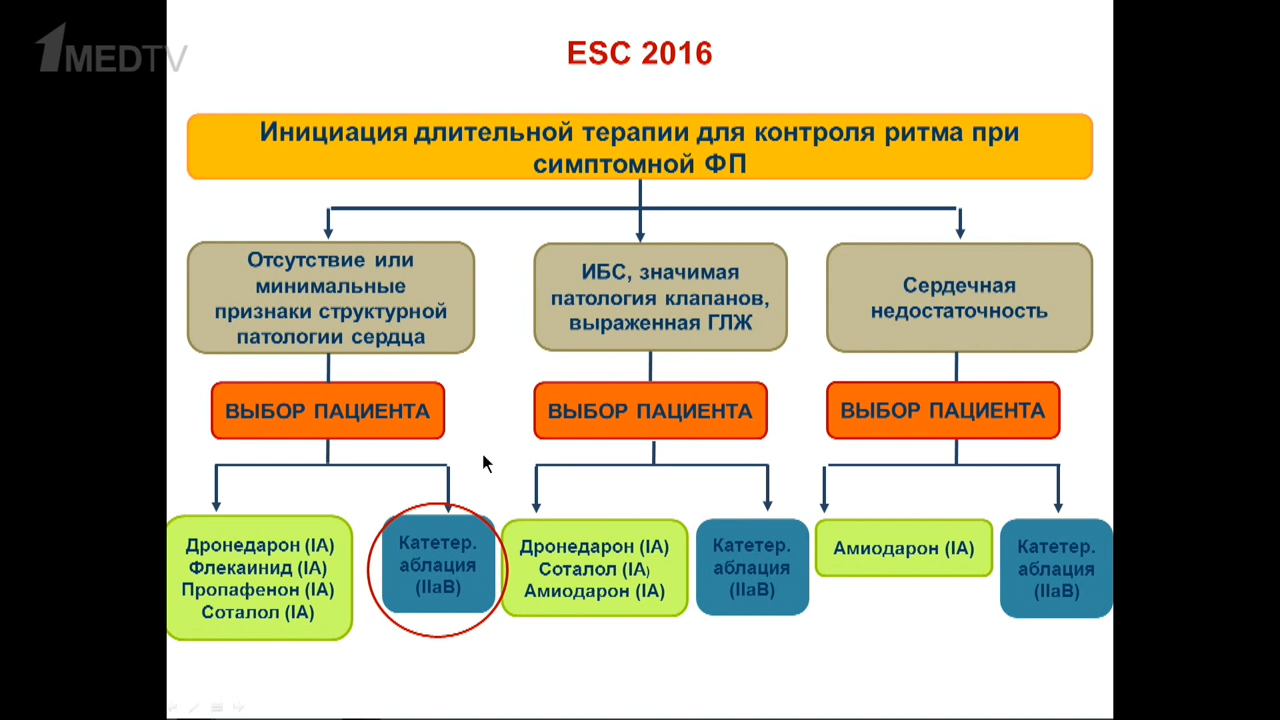 1MEDTV
ESC 2016
Инициация длительной терапии для контроля ритма при
симптомной ФП
Отсутствие или
минимальные
признаки структурной
патологии сердца
ИБС, значимая
патология клапанов,
выраженная ГЛЖ
Сердечная
недостаточность
ВЫБОР ПАЦИЕНТА
ВЫБОР ПАЦИЕНТА
ВЫБОР ПАЦИЕНТА
Дронедарон (IA)
Флекаинид (IA)
Пропафенон (IA)
Соталол (IA)
Катетер.
аблация
(IIaB)
Дронедарон (IA)
Соталол (IA)
Амиодарон (IA)
Катетер.
аблация
(IIaB)
Амиодарон (IA)
Катетер.
аблация
(IIaB)